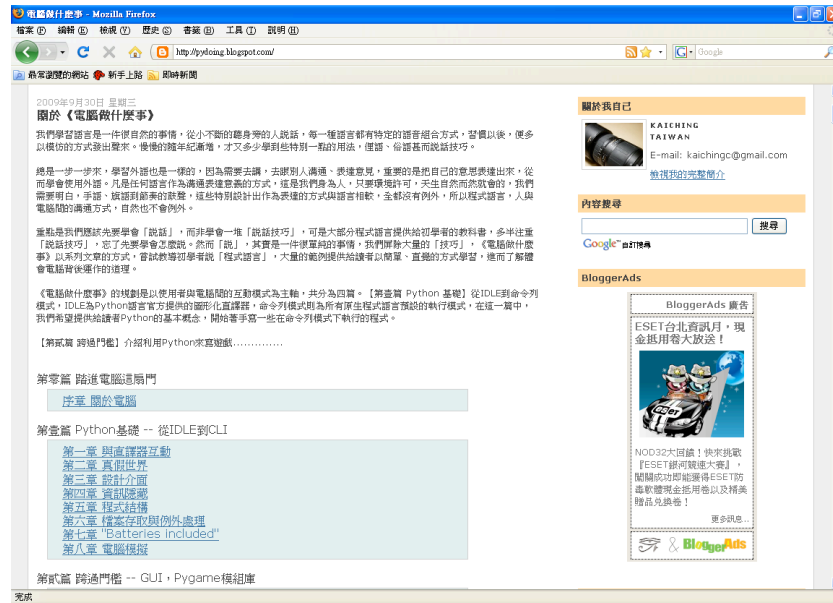 電腦做什麼事 - Mozilla Firefox
檔案(F) 編輯(E) 檢視(V) 歷史(S) 書籤(B) 工具(T) 說明(H)
http://pydoing.blogspot.com/
Google
最常瀏覽的網站 新手上路 即時新聞
2009年9月30日 星期三
關於《電腦做什麼事》
我們學習語言是一件很自然的事情，從小不斷的聽身旁的人說話，每一種語言都有特定的語音組合方式，習慣以後，便多
以模仿的方式發出聲來。慢慢的隨年紀漸增，才又多少學到些特別一點的用法，俚語、俗語甚而說話技巧。
總是一步一步來，學習外語也是一樣的，因為需要去講，去跟別人溝通、表達意見，重要的是把自己的意思表達出來，從
而學會使用外語。凡是任何語言作為溝通表達意義的方式，這是我們身為人，只要環境許可，天生自然而然就會的，我們
需要明白，手語、旗語到節奏的鼓聲，這些特別設計出作為表達的方式與語言相較，全都沒有例外，所以程式語言，人與
電腦間的溝通方式，自然也不會例外。
重點是我們應該先要學會「說話」，而非學會一堆「說話技巧」，可是大部分程式語言提供給初學者的教科書，多半注重
「說話技巧」，忘了先要學會怎麼說。然而「說」，其實是一件很單純的事情，我們屏除大量的「技巧」，《電腦做什麼
事》以系列文章的方式，嘗試教導初學者說「程式語言」，大量的範例提供給讀者以簡單、直覺的方式學習，進而了解體
會電腦背後運作的道理。
《電腦做什麼事》的規劃是以使用者與電腦間的互動模式為主軸，共分為四篇。【第壹篇 Python 基礎】從IDLE到命令列
模式，IDLE為Python語言官方提供的圖形化直譯器，命令列模式則為所有原生程式語言預設的執行模式，在這一篇中，
我們希望提供給讀者Python的基本概念，開始著手寫一些在命令列模式下執行的程式。
【第貳篇 跨過門檻】介紹利用Python來寫遊戲..............
第零篇 踏進電腦這扇門
序章 關於電腦
第壹篇 Python基礎 -- 從IDLE到CLI
第一章 與直譯器互動
第二章 真假世界
第三章 設計介面
第四章 資訊隱藏
第五章 程式結構
第六章 檔案存取與例外處理
第七章 "Batteries included"
第八章 電腦模擬
第貳篇 跨過門檻 -- GUI，Pygame模組庫
關於我自己
KAICHING
TAIWAN
E-mail: kaichingc@gmail.com
檢視我的完整簡介
內容搜尋
搜尋
Google™ 自訂搜尋
BloggerAds
BloggerAds 廣告
ESET台北資訊月，現
金抵用卷大放送！
eser
NOD32大回饋！快來挑戰
『ESET銀河競速大賽』，
闖關成功即能獲得ESET防
毒軟體現金抵用卷以及精美
贈品兌換卷！
更多訊息...
& BloggerAds
完成